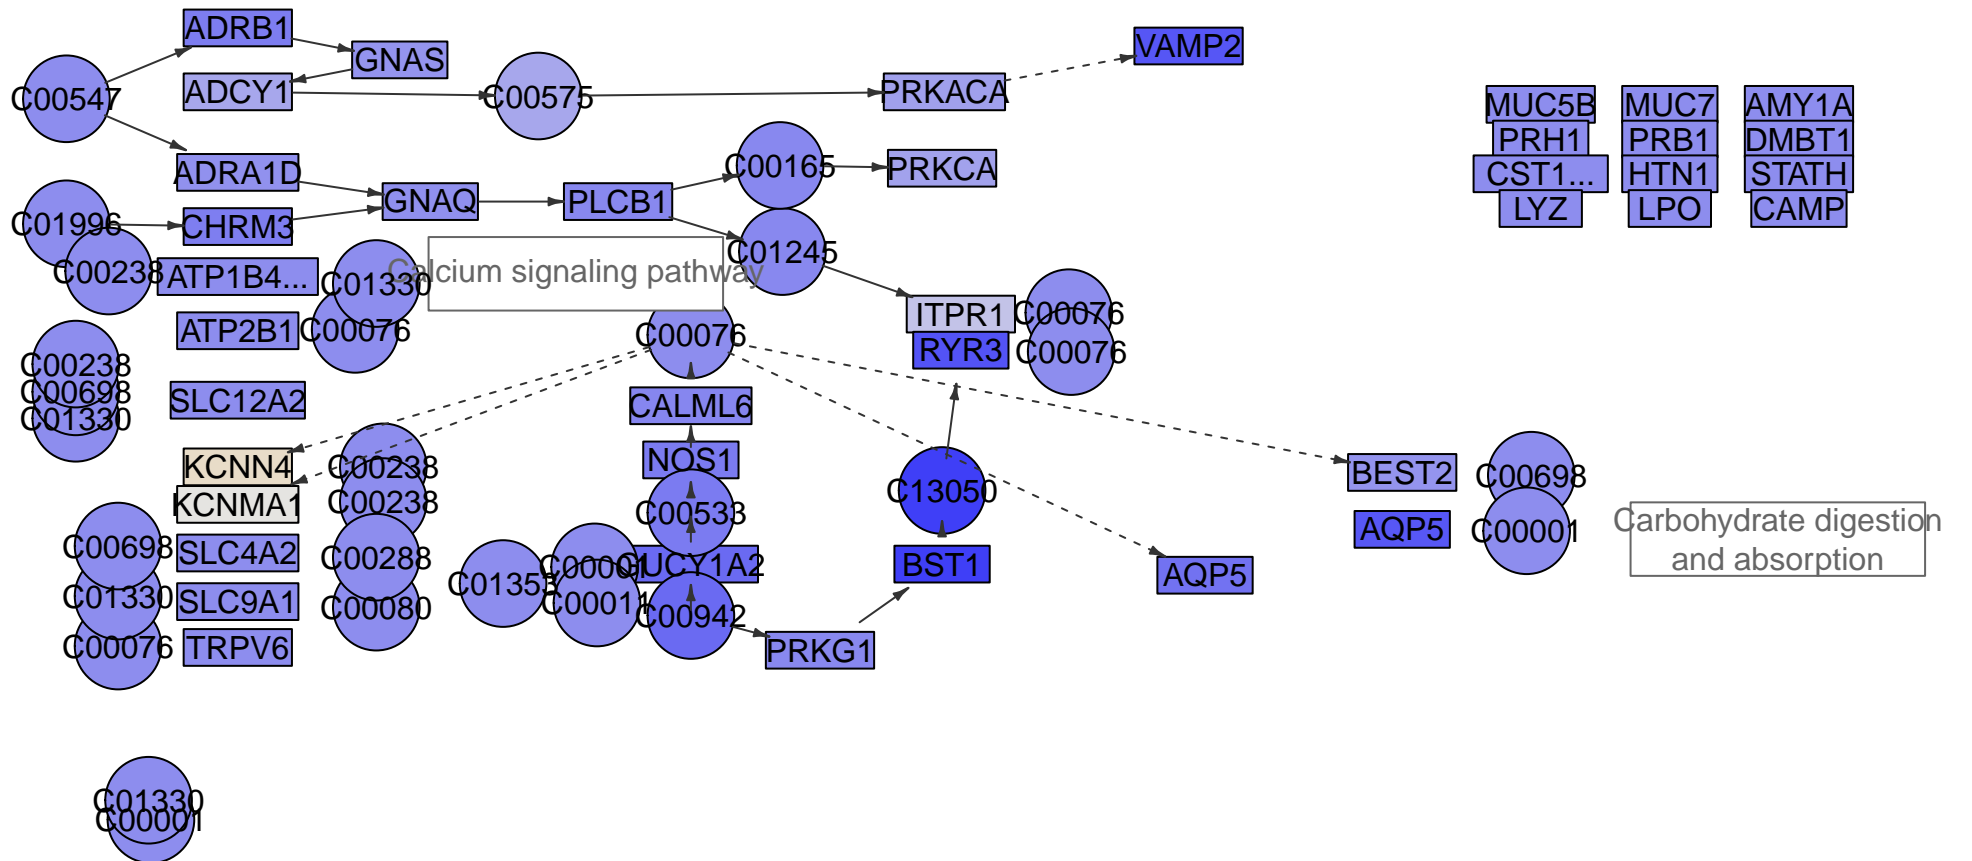 ADRB1
GNAS
VAMP2
C00547
ADCY1
C00575
PRKACA
MUC5B
MUC7
AMY1A
PRH1
PRB1
DMBT1
CST1...
HTN1
STATH
LYZ
LPO
CAMP
ADRA1D
C00165
PRKCA
GNAQ
PLCB1
C01996
CHRM3
C01245
C00238
ATP1B4...
C01330
Calcium signaling pathway
ATP2B1
C00076
C00076
ITPR1
C00076
RYR3
C00076
C00238
C00698
C01330
SLC12A2
CALML6
KCNN4
C00238
NOS1
BEST2
C00698
KCNMA1
C00238
C00533
C13050
AQP5
C00001
Carbohydrate digestion
and absorption
C00698
SLC4A2
C00288
C01353
C00001
GUCY1A2
BST1
AQP5
C01330
SLC9A1
C00080
C00011
C00942
C00076
TRPV6
PRKG1
C01330
C00001